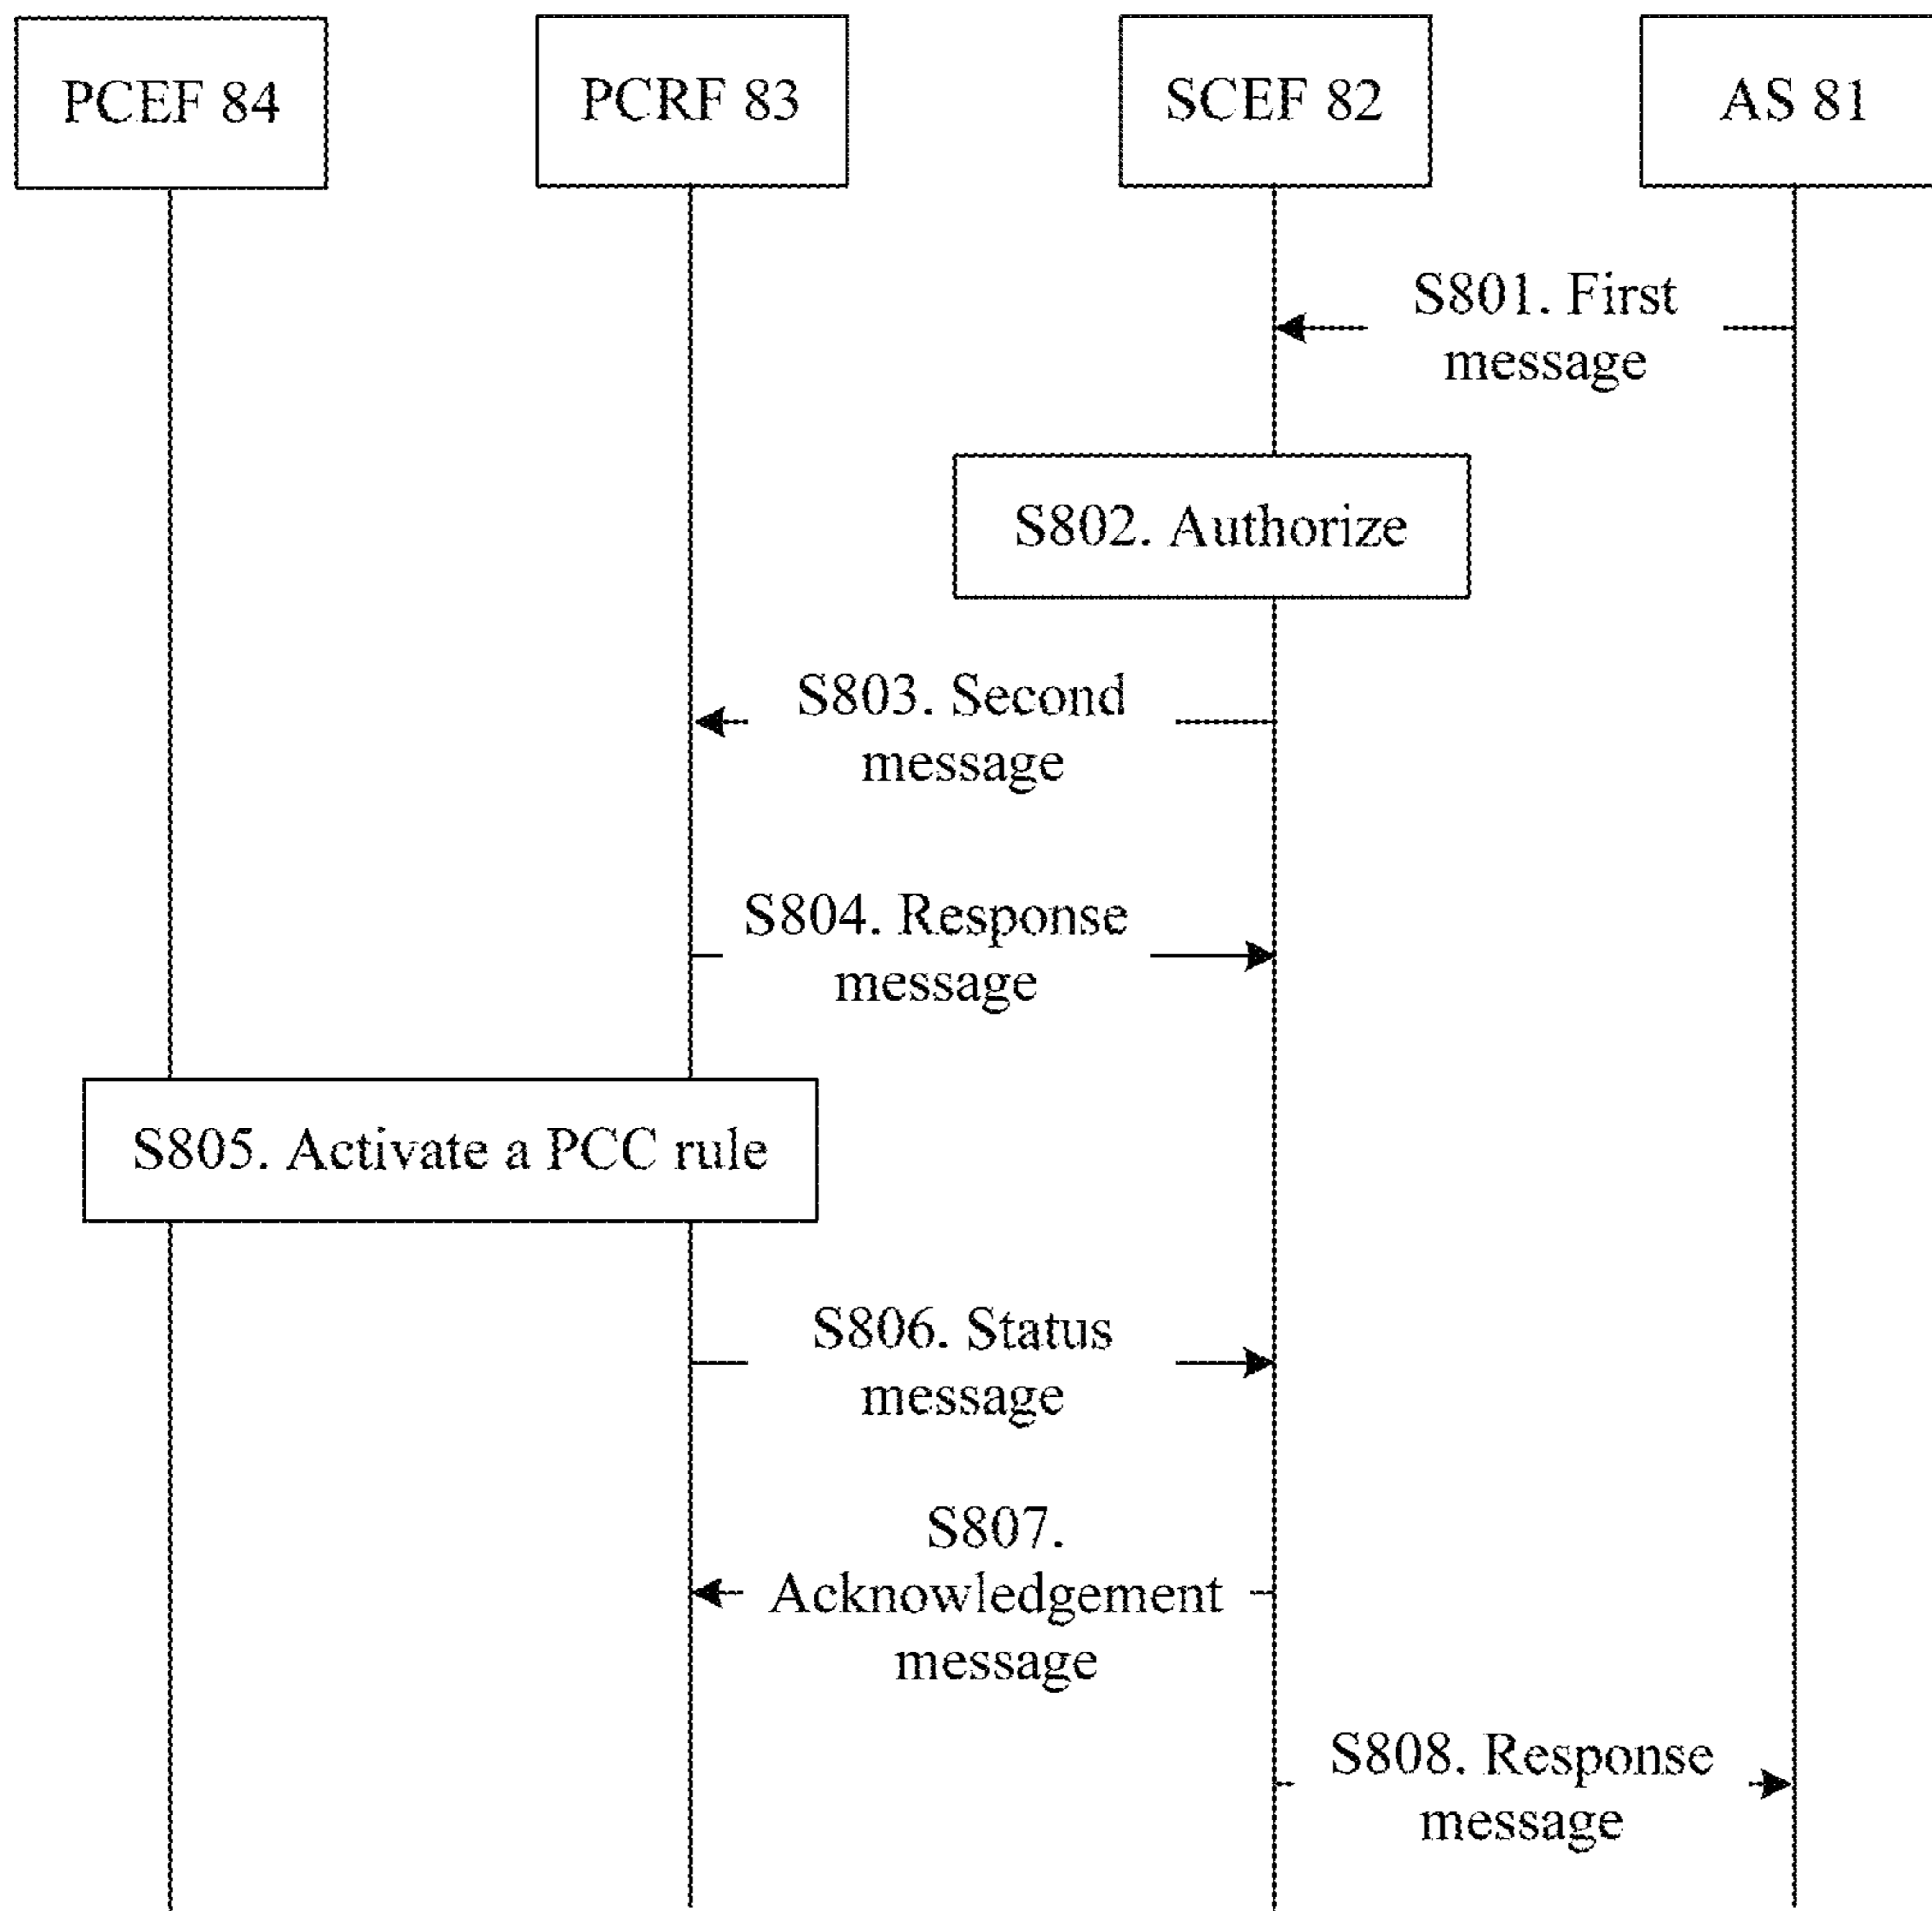 PCEF 84
PCRF 83
SCEF 82
AS 81
S801. First
message
S802. Authorize
S803. Second
message
S804. Response
message
S805. Activate a PCC rule
S806. Status
message
S807.
Acknowledgement
message
S808. Response
message